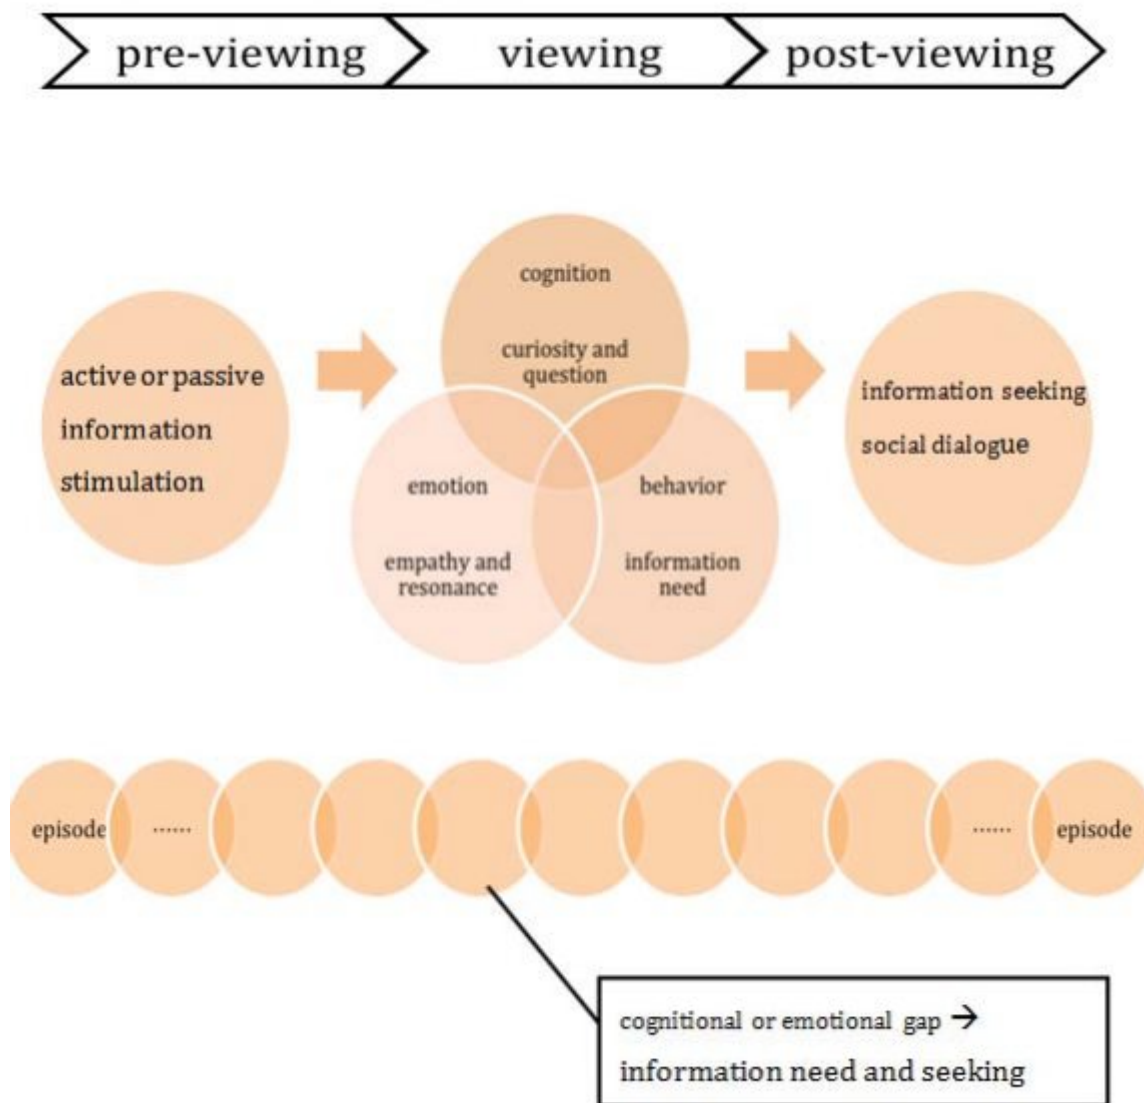 pre-viewing
viewing
post-viewing
active or passive
information
stimulation
cognition
curiosity and
question
emotion
empathy and
resonance
behavior
information
need
information seeking
social dialogue
episode
......
......
episode
cognitional or emotional gap →
information need and seeking